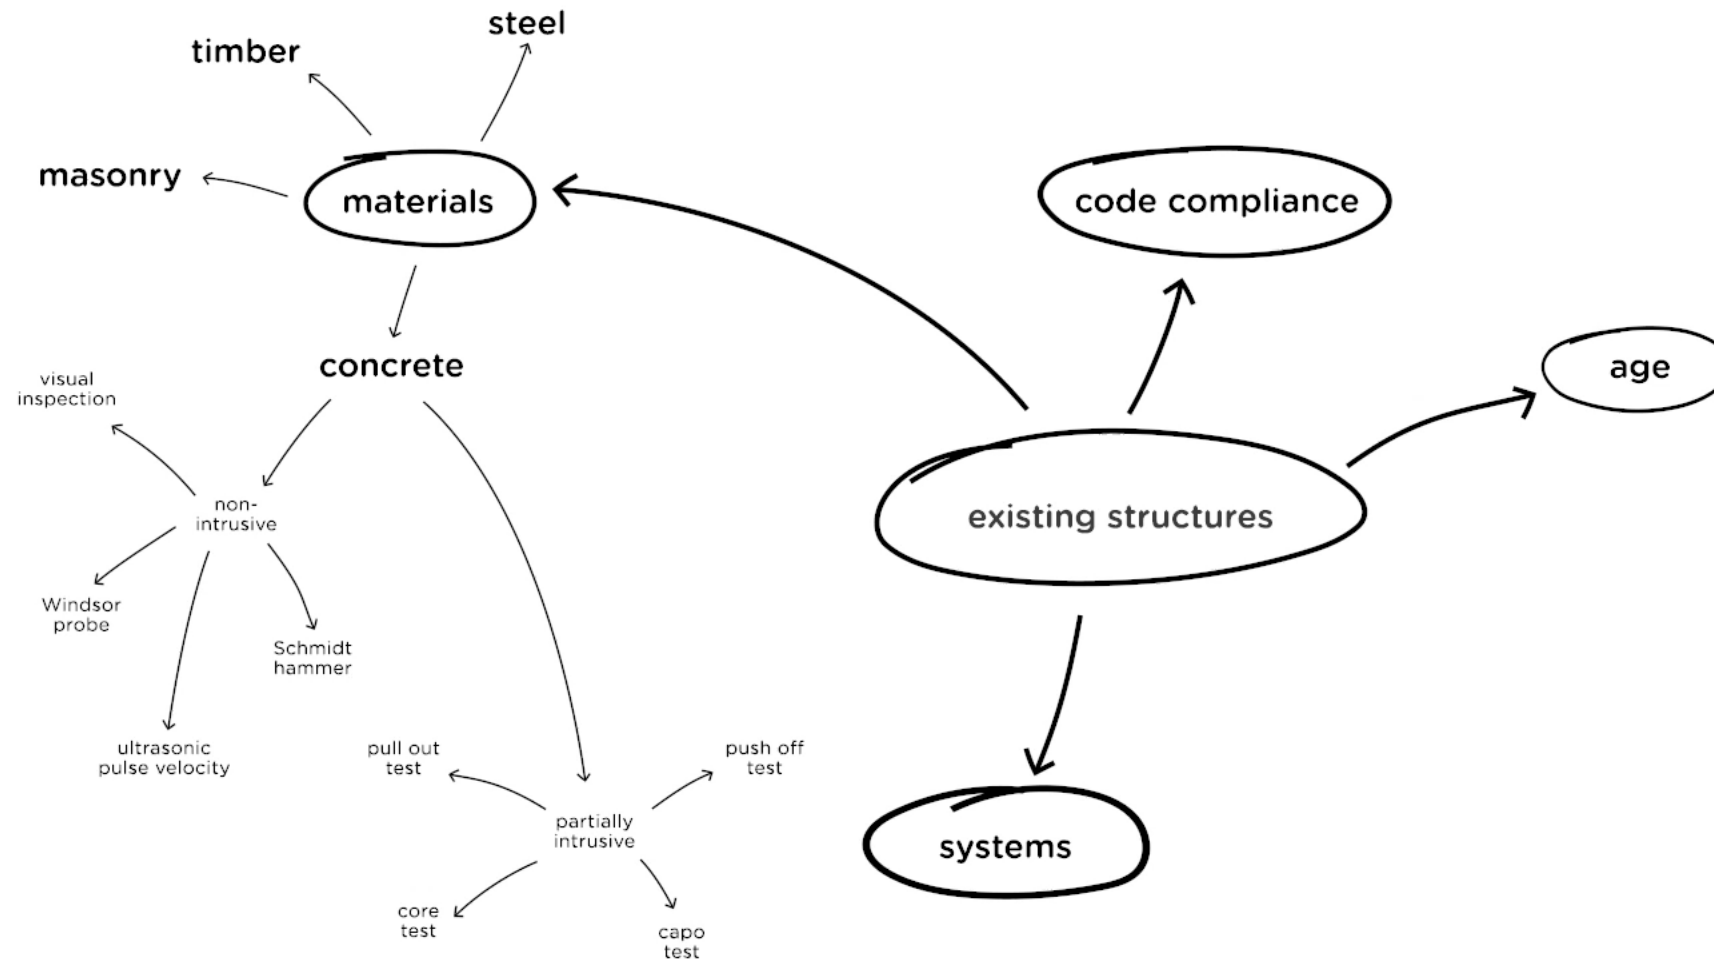 steel
timber
masonry
materials
code compliance
concrete
age
visual
inspection
non-
intrusive
existing structures
Windsor
probe
Schmidt
hammer
ultrasonic
pulse velocity
pull out
test
push off
test
partially
intrusive
systems
core
test
capo
test